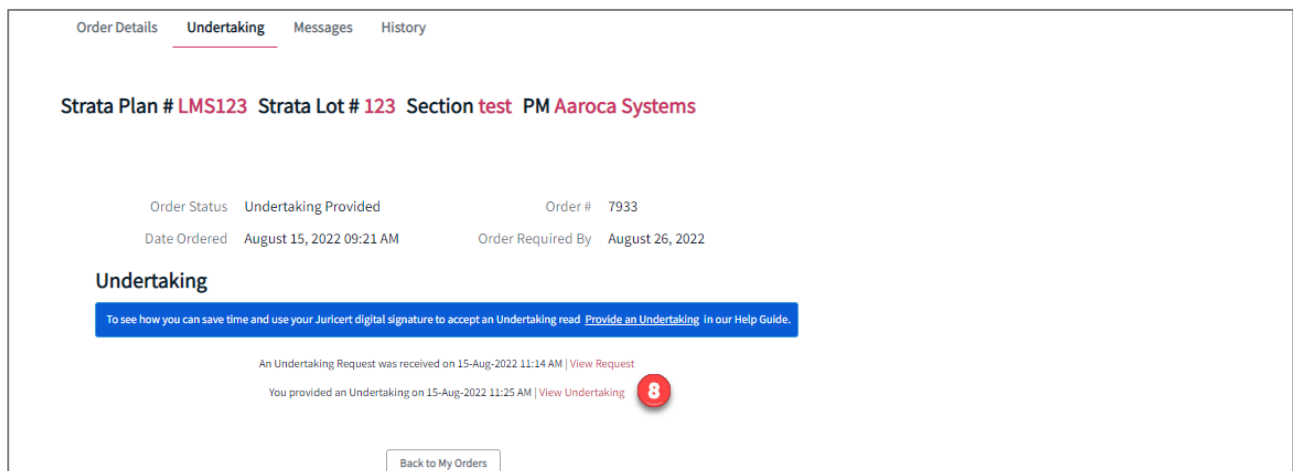 Order Details Undertaking Messages History
Strata Plan # LMS123 Strata Lot # 123 Section test PM Aaroca Systems
Order Status Undertaking Provided Order # 7933
Date Ordered August 15, 2022 09:21 AM Order Required By August 26, 2022
Undertaking
To see how you can save time and use your Juricert digital signature to accept an Undertaking read Provide an Undertaking in our Help Guide.
An Undertaking Request was received on 15-Aug-2022 11:14 AM | View Request
You provided an Undertaking on 15-Aug-2022 11:25 AM | View Undertaking 8
Back to My Orders